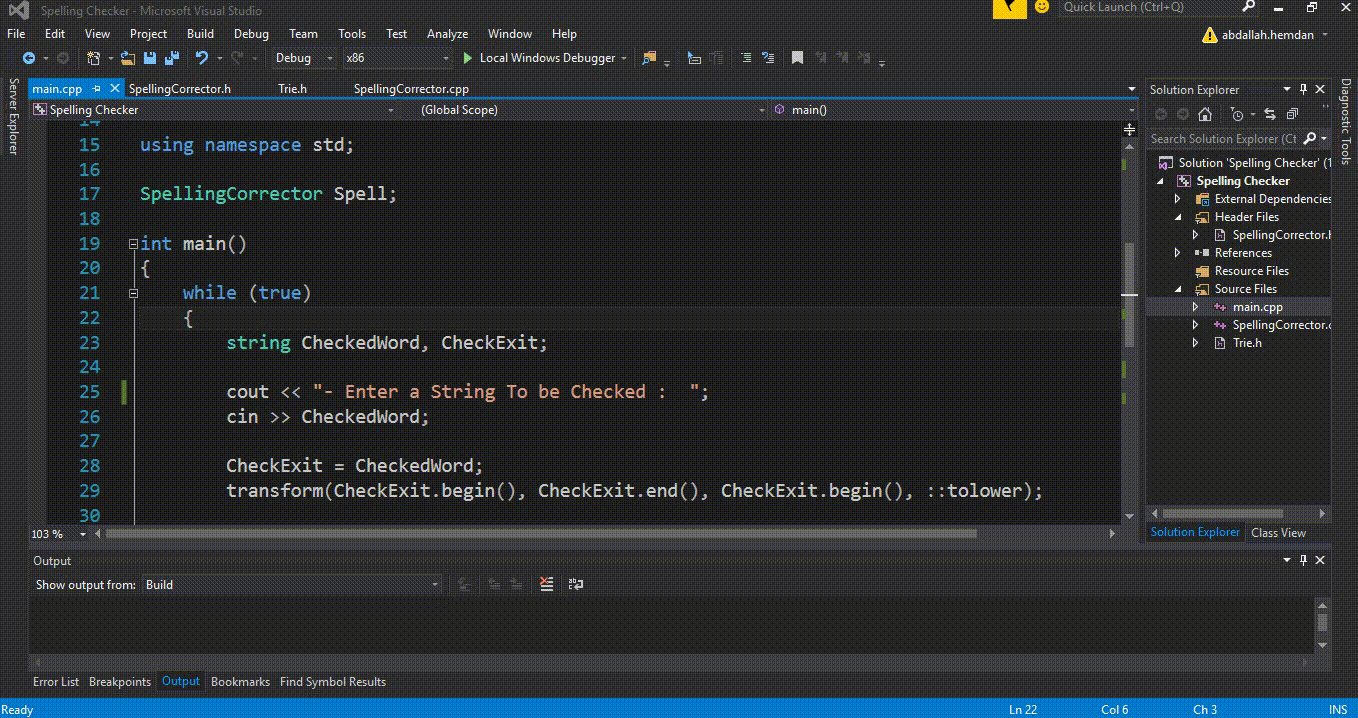 Spelling Checker - Microsoft Visual Studio
Quick Launch (Ctrl+Q)
File Edit View Project Build Debug Team Tools Test Analyze Window Help
abdallah.hemdan
Debug x86 Local Windows Debugger
Server Explorer
main.cpp SpellingCorrector.h Trie.h SpellingCorrector.cpp
Spelling Checker (Global Scope) main()
14
15 using namespace std;
16
17 SpellingCorrector Spell;
18
19 int main()
20 {
21 while (true)
22 {
23 string CheckedWord, CheckExit;
24
25 cout << "- Enter a String To be Checked :  ";
26 cin >> CheckedWord;
27
28 CheckExit = CheckedWord;
29 transform(CheckExit.begin(), CheckExit.end(), CheckExit.begin(), ::tolower);
30
103 %
Solution Explorer
Search Solution Explorer (Ct
Solution 'Spelling Checker' (1
Spelling Checker
External Dependencies
Header Files
SpellingCorrector.h
References
Resource Files
Source Files
main.cpp
SpellingCorrector.c
Trie.h
Solution Explorer Class View
Diagnostic Tools
Output
Show output from: Build
Error List Breakpoints Output Bookmarks Find Symbol Results
Ready Ln 22 Col 6 Ch 3 INS